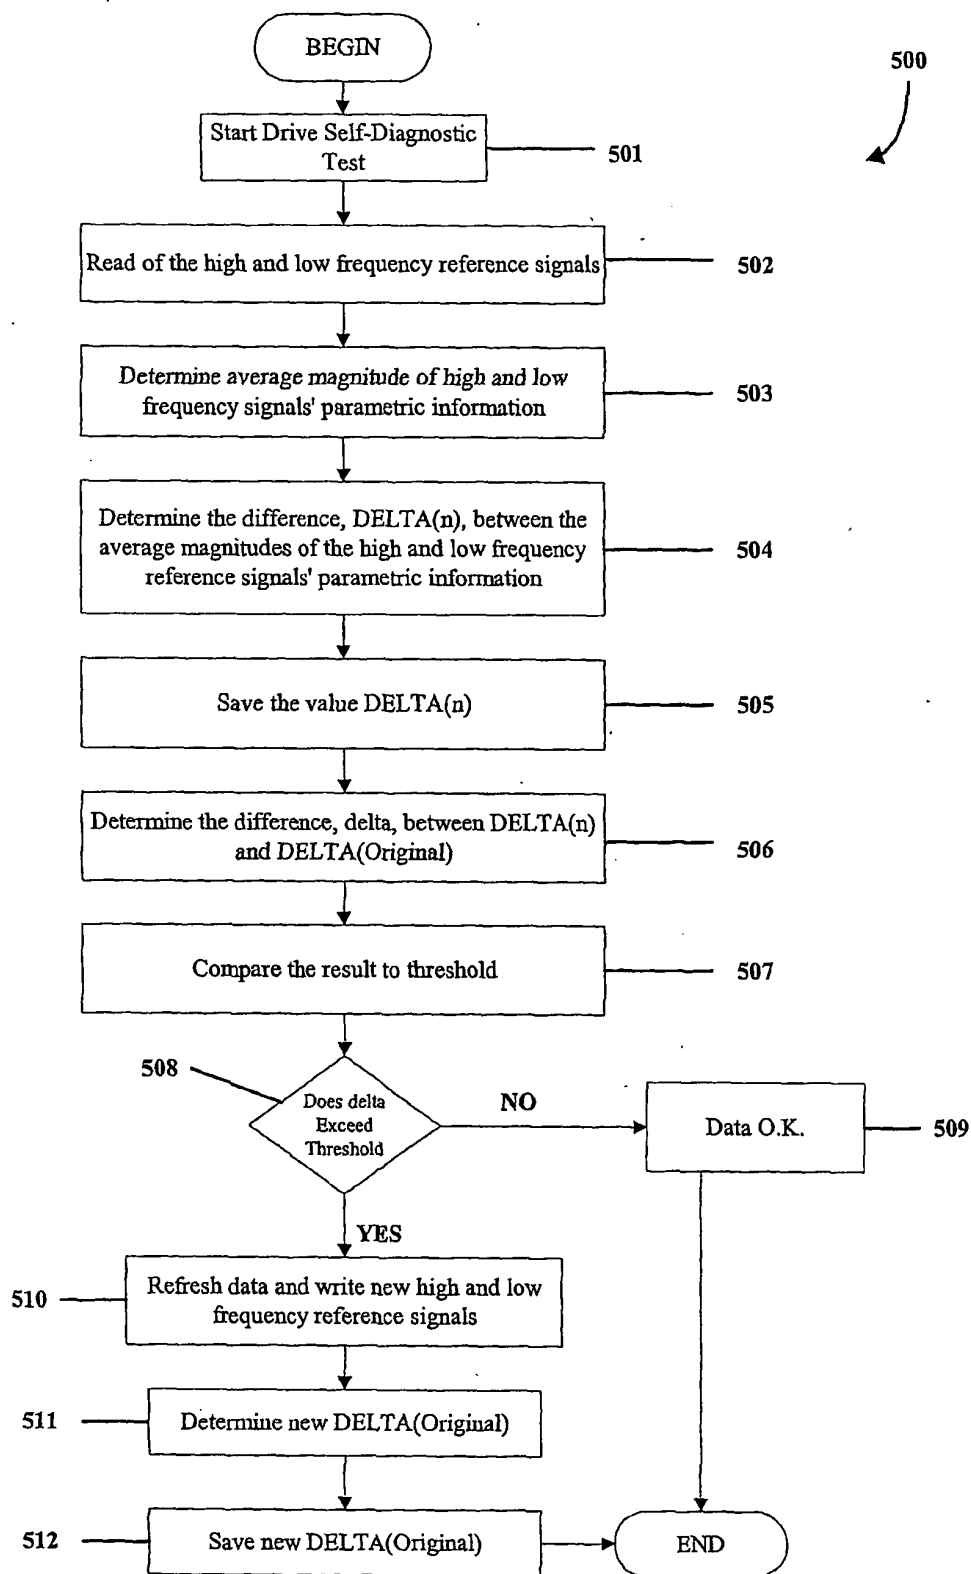 BEGIN
500
Start Drive Self-Diagnostic
Test
501
Read of the high and low frequency reference signals
502
Determine average magnitude of high and low
frequency signals' parametric information
503
Determine the difference, DELTA(n), between the
average magnitudes of the high and low frequency
reference signals' parametric information
504
Save the value DELTA(n)
505
Determine the difference, delta, between DELTA(n)
and DELTA(Original)
506
Compare the result to threshold
507
508
Does delta
Exceed
Threshold
NO
Data O.K.
509
YES
510
Refresh data and write new high and low
frequency reference signals
511
Determine new DELTA(Original)
512
Save new DELTA(Original)
END